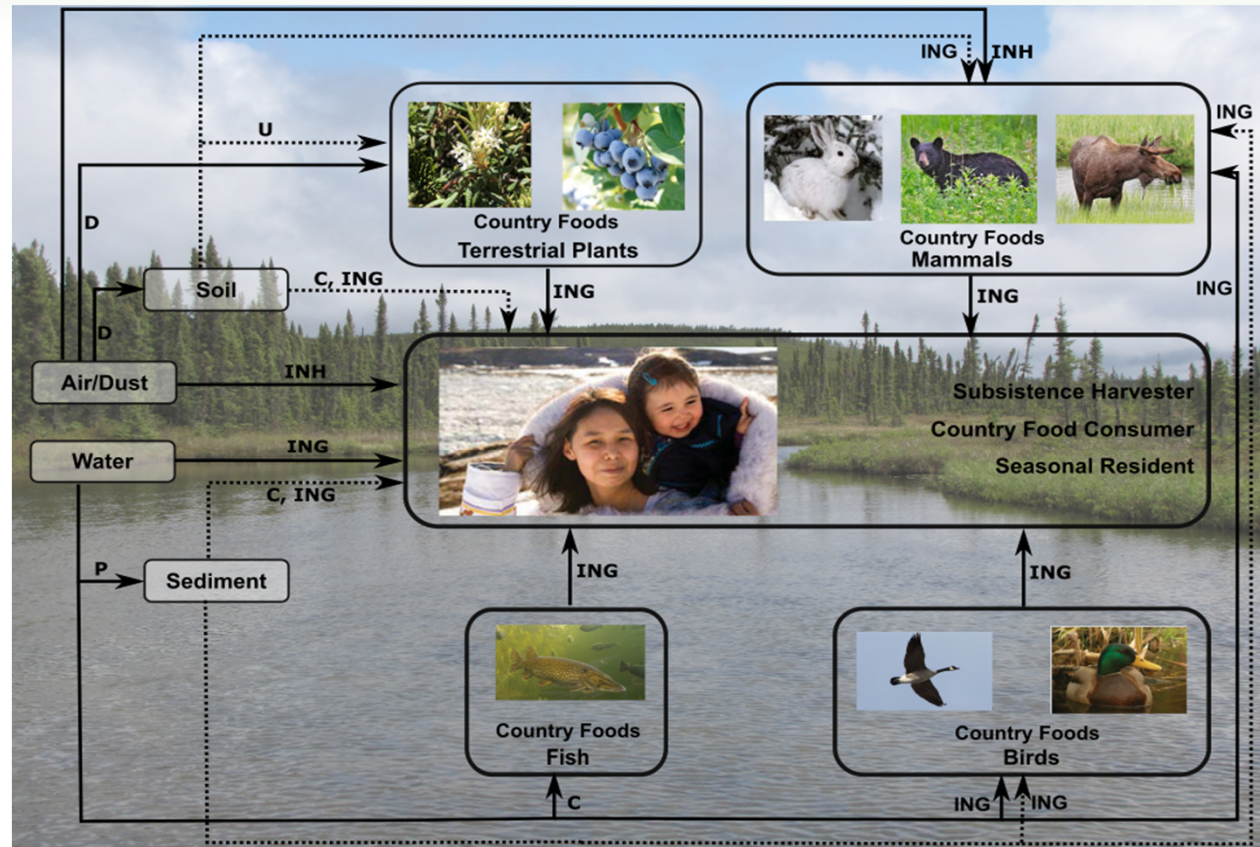 ING
INH
ING
U
D
Country Foods
Terrestrial Plants
Country Foods
Mammals
Soil
C, ING
ING
ING
ING
D
Air/Dust
INH
Subsistence Harvester
Country Food Consumer
Seasonal Resident
Water
ING
C, ING
P
Sediment
ING
ING
Country Foods
Fish
Country Foods
Birds
C
ING
ING